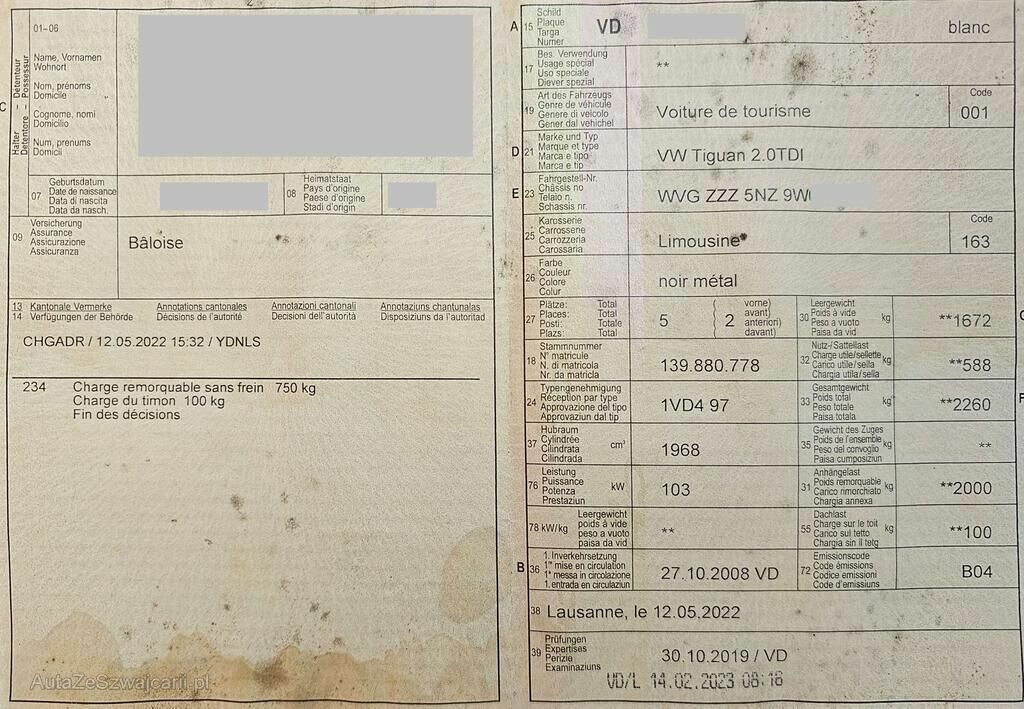 01-06
Halter – Détenteur
Detentore – Possessur
Name, Vornamen
Wohnort
Nom, prénoms
Domicile
Cognome, nomi
Domicilio
Num, prenums
Domicil
C
07
Geburtsdatum
Date de naissance
Data di nascita
Data da nasch.
08
Heimatstaat
Pays d'origine
Paese d'origine
Stadi d'origin
09
Versicherung
Assurance
Assicurazione
Assicuranza
Bâloise
13 Kantonale Vermerke Annotations cantonales Annotazioni cantonali Annotaziuns chantunalas
14 Verfügungen der Behörde Décisions de l'autorité Decisioni dell'autorità Disposiziuns da l'autoritad
CHGADR / 12.05.2022 15:32 / YDNLS
234 Charge remorquable sans frein 750 kg
Charge du timon 100 kg
Fin des décisions
AutaZeSzwajcarii.pl
A
15
Schild
Plaque
Targa
Numer
VD
blanc
17
Bes. Verwendung
Usage spécial
Uso speciale
Diever spezial
**
19
Art des Fahrzeugs
Genre de véhicule
Genere di veicolo
Gener dal vehichel
Voiture de tourisme
Code
001
D
21
Marke und Typ
Marque et type
Marca e tipo
Marca e tip
VW Tiguan 2.0TDI
E
23
Fahrgestell-Nr.
Châssis no
Telaio n.
Schassis nr.
WVG ZZZ 5NZ 9W
25
Karosserie
Carrosserie
Carrozzeria
Carossaria
Limousine
Code
163
26
Farbe
Couleur
Colore
Colur
noir métal
27
Plätze: Total
Places: Total
Posti: Totale
Plazs: Total
5
( 2
vorne)
avant)
anteriori)
davant)
30
Leergewicht
Poids à vide
Peso a vuoto
Paisa da vid
kg
**1672
18
Stammnummer
N° matricule
N. di matricola
Nr. da matricla
139.880.778
32
Nutz-/Sattellast
Charge utile/sellette
Carico utile/sella
Chargia utila/sella
kg
**588
24
Typengenehmigung
Réception par type
Approvazione del tipo
Approvaziun dal tip
1VD4 97
33
Gesamtgewicht
Poids total
Peso totale
Paisa totala
kg
**2260
37
Hubraum
Cylindrée
Cilindrata
Cilindrada
cm³
1968
35
Gewicht des Zuges
Poids de l'ensemble
Peso del convoglio
Paisa cumposiziun
kg
**
76
Leistung
Puissance
Potenza
Prestaziun
kW
103
31
Anhängelast
Poids remorquable
Carico rimorchiato
Chargia annexa
kg
**2000
78 kW/kg
Leergewicht
poids à vide
peso a vuoto
paisa da vid
**
55
Dachlast
Charge sur le toit
Carico sul tetto
Chargia sin il tetg
kg
**100
B
36
1. Inverkehrsetzung
1re mise en circulation
1a messa in circolazione
1. entrada en circulaziun
27.10.2008 VD
72
Emissionscode
Code émissions
Codice emissioni
Code d'emissiuns
B04
38 Lausanne, le 12.05.2022
39
Prüfungen
Expertises
Perizie
Examinaziuns
30.10.2019 / VD
VD/L 14.02.2023 08:16